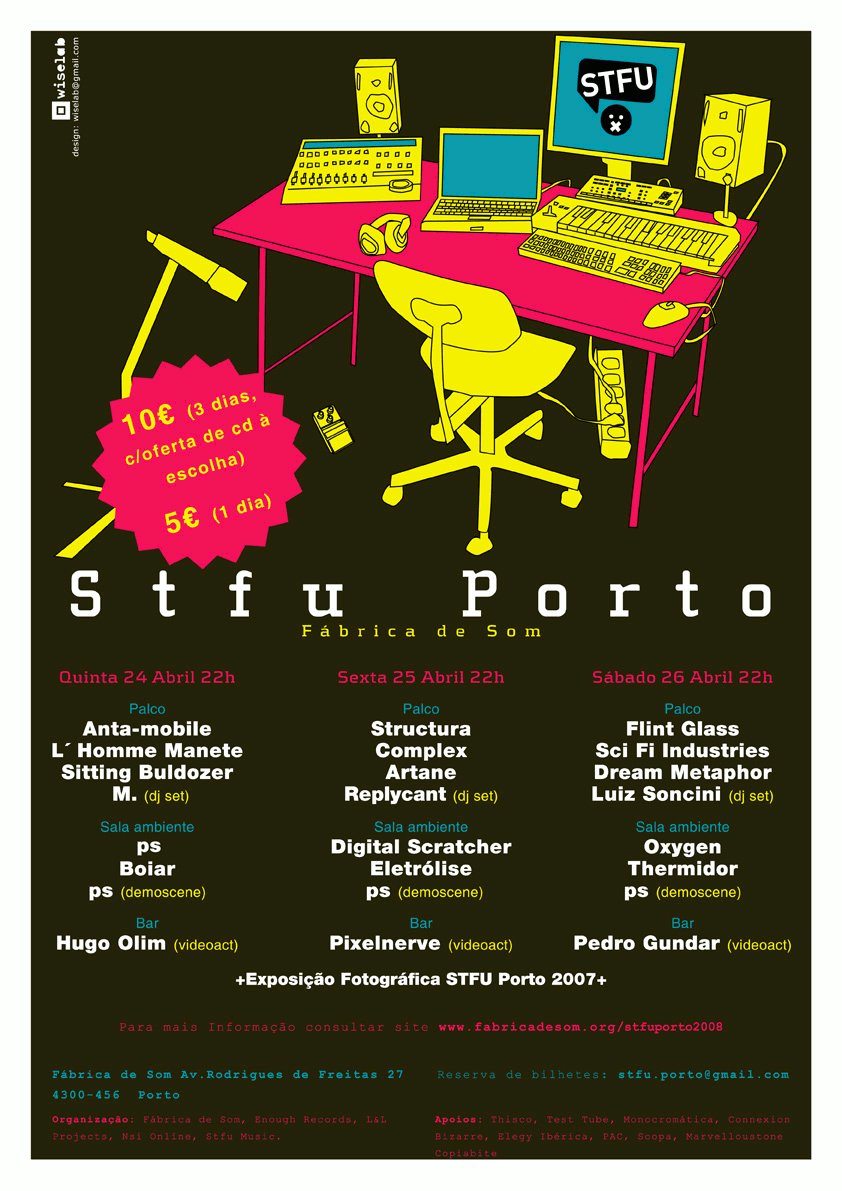 wiselab
design: wiselab@gmail.com
STFU
10€ (3 dias,
c/oferta de cd à
escolha)
5€ (1 dia)
Stfu Porto
Fábrica de Som
Quinta 24 Abril 22h
Palco
Anta-mobile
L´ Homme Manete
Sitting Buldozer
M. (dj set)
Sala ambiente
ps
Boiar
ps (demoscene)
Bar
Hugo Olim (videoact)
Sexta 25 Abril 22h
Palco
Structura
Complex
Artane
Replycant (dj set)
Sala ambiente
Digital Scratcher
Eletrólise
ps (demoscene)
Bar
Pixelnerve (videoact)
Sábado 26 Abril 22h
Palco
Flint Glass
Sci Fi Industries
Dream Metaphor
Luiz Soncini (dj set)
Sala ambiente
Oxygen
Thermidor
ps (demoscene)
Bar
Pedro Gundar (videoact)
+Exposição Fotográfica STFU Porto 2007+
Para mais Informação consultar site www.fabricadesom.org/stfuporto2008
Fábrica de Som Av.Rodrigues de Freitas 27
4300-456 Porto
Reserva de bilhetes: stfu.porto@gmail.com
Organização: Fábrica de Som, Enough Records, L&L
Projects, Nsi Online, Stfu Music.
Apoios: Thisco, Test Tube, Monocromática, Connexion
Bizarre, Elegy Ibérica, PAC, Scopa, Marvelloustone
Copiabite